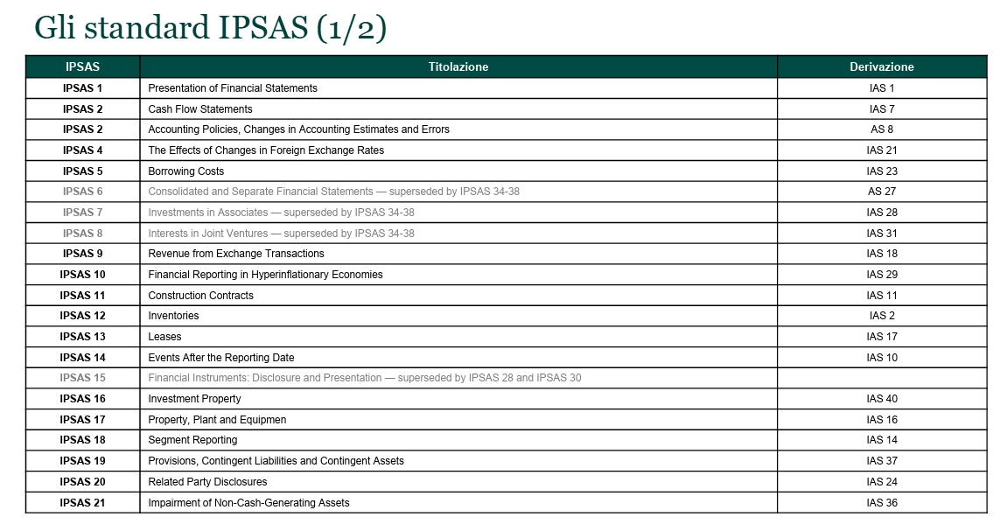 Gli standard IPSAS (1/2)
IPSAS Titolazione Derivazione
IPSAS 1 Presentation of Financial Statements IAS 1
IPSAS 2 Cash Flow Statements IAS 7
IPSAS 2 Accounting Policies, Changes in Accounting Estimates and Errors AS 8
IPSAS 4 The Effects of Changes in Foreign Exchange Rates IAS 21
IPSAS 5 Borrowing Costs IAS 23
IPSAS 6 Consolidated and Separate Financial Statements — superseded by IPSAS 34-38 AS 27
IPSAS 7 Investments in Associates — superseded by IPSAS 34-38 IAS 28
IPSAS 8 Interests in Joint Ventures — superseded by IPSAS 34-38 IAS 31
IPSAS 9 Revenue from Exchange Transactions IAS 18
IPSAS 10 Financial Reporting in Hyperinflationary Economies IAS 29
IPSAS 11 Construction Contracts IAS 11
IPSAS 12 Inventories IAS 2
IPSAS 13 Leases IAS 17
IPSAS 14 Events After the Reporting Date IAS 10
IPSAS 15 Financial Instruments: Disclosure and Presentation — superseded by IPSAS 28 and IPSAS 30
IPSAS 16 Investment Property IAS 40
IPSAS 17 Property, Plant and Equipmen IAS 16
IPSAS 18 Segment Reporting IAS 14
IPSAS 19 Provisions, Contingent Liabilities and Contingent Assets IAS 37
IPSAS 20 Related Party Disclosures IAS 24
IPSAS 21 Impairment of Non-Cash-Generating Assets IAS 36